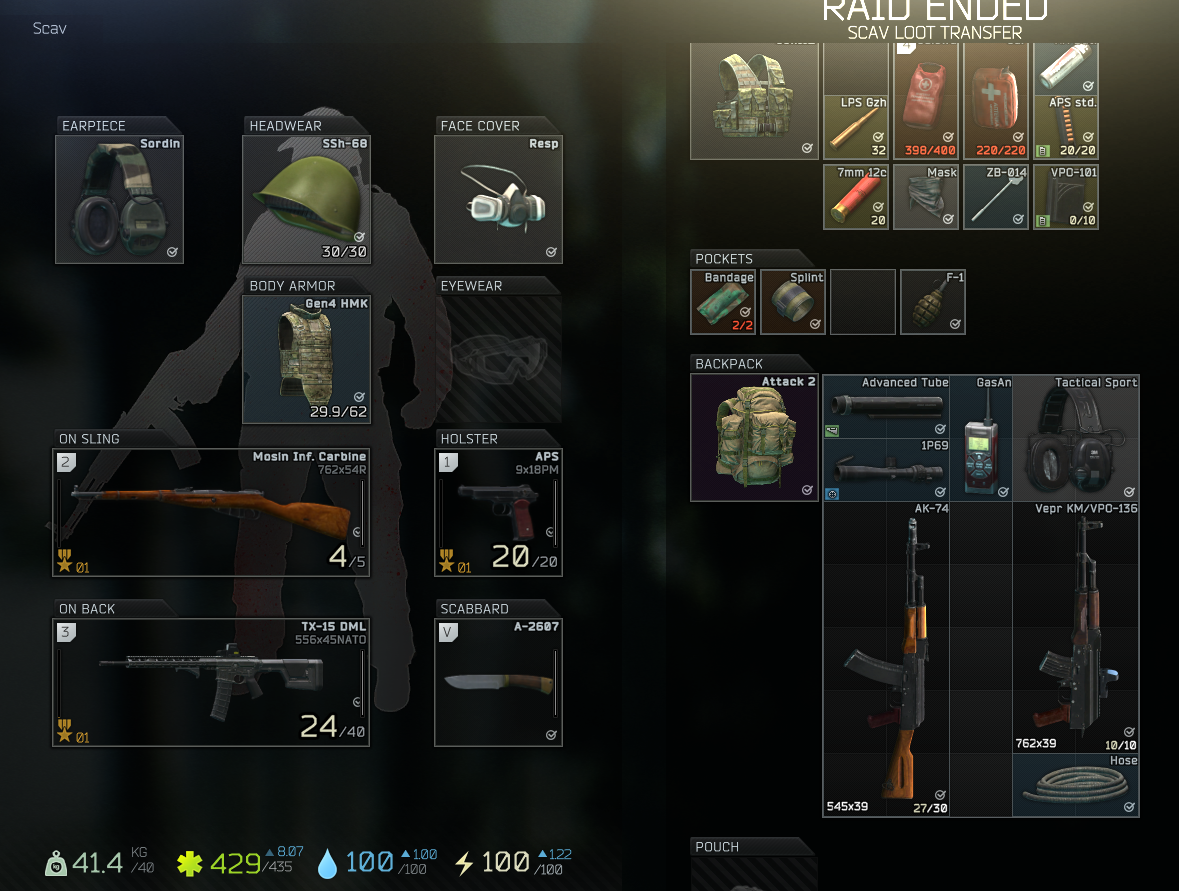 Scav
RAID ENDED
SCAV LOOT TRANSFER
EARPIECE
Sordin
HEADWEAR
SSh-68
30/30
FACE COVER
Resp
BODY ARMOR
Gen4 HMK
29.9/62
EYEWEAR
ON SLING
2
Mosin Inf. Carbine
762x54R
01
4/5
HOLSTER
1
APS
9x18PM
01
20/20
ON BACK
3
TX-15 DML
556x45NATO
01
24/40
SCABBARD
V
A-2607
41.4 KG /40
429 8.07 /435
100 1.00 /100
100 1.22 /100
4
LPS Gzh
32
398/400
220/220
APS std.
20/20
7mm 12c
20
Mask
ZB-014
VPO-101
0/10
POCKETS
Bandage
2/2
Splint
F-1
BACKPACK
Attack 2
Advanced Tube
GasAn
Tactical Sport
1P69
AK-74
545x39
27/30
Vepr KM/VPO-136
762x39
10/10
Hose
POUCH